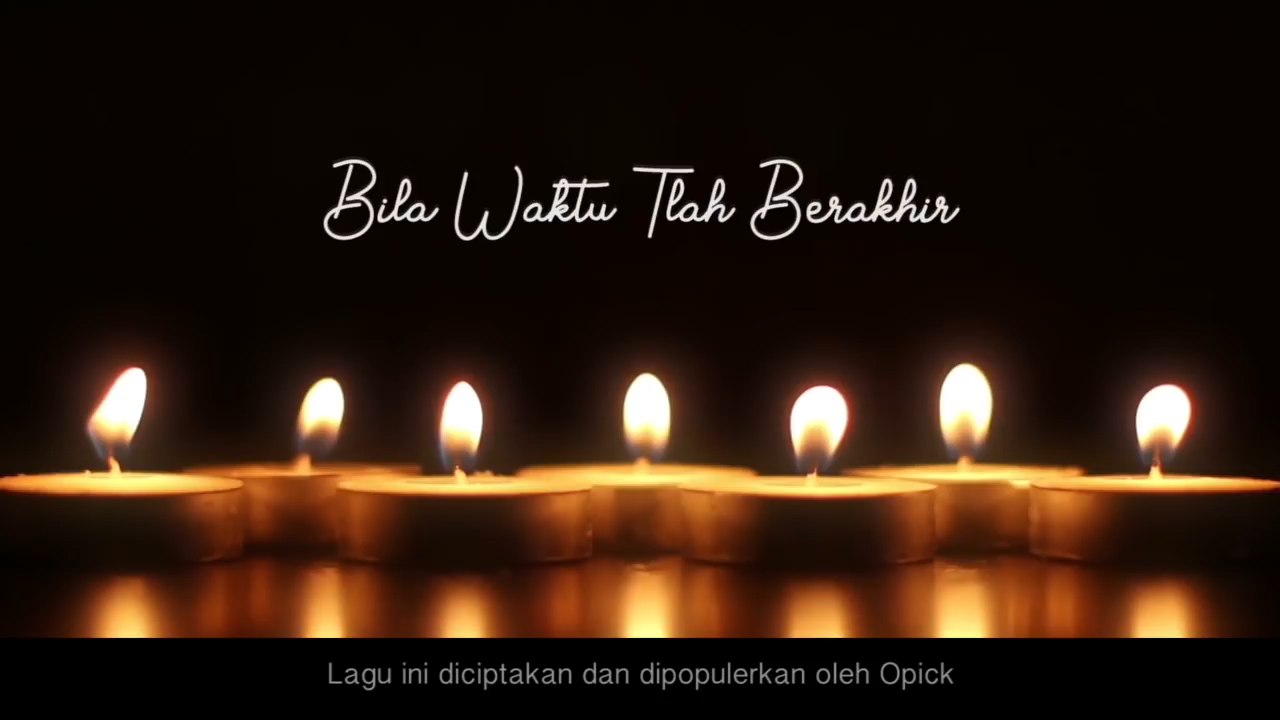 Bila Waktu Tlah Berakhir
Lagu ini diciptakan dan dipopulerkan oleh Opick